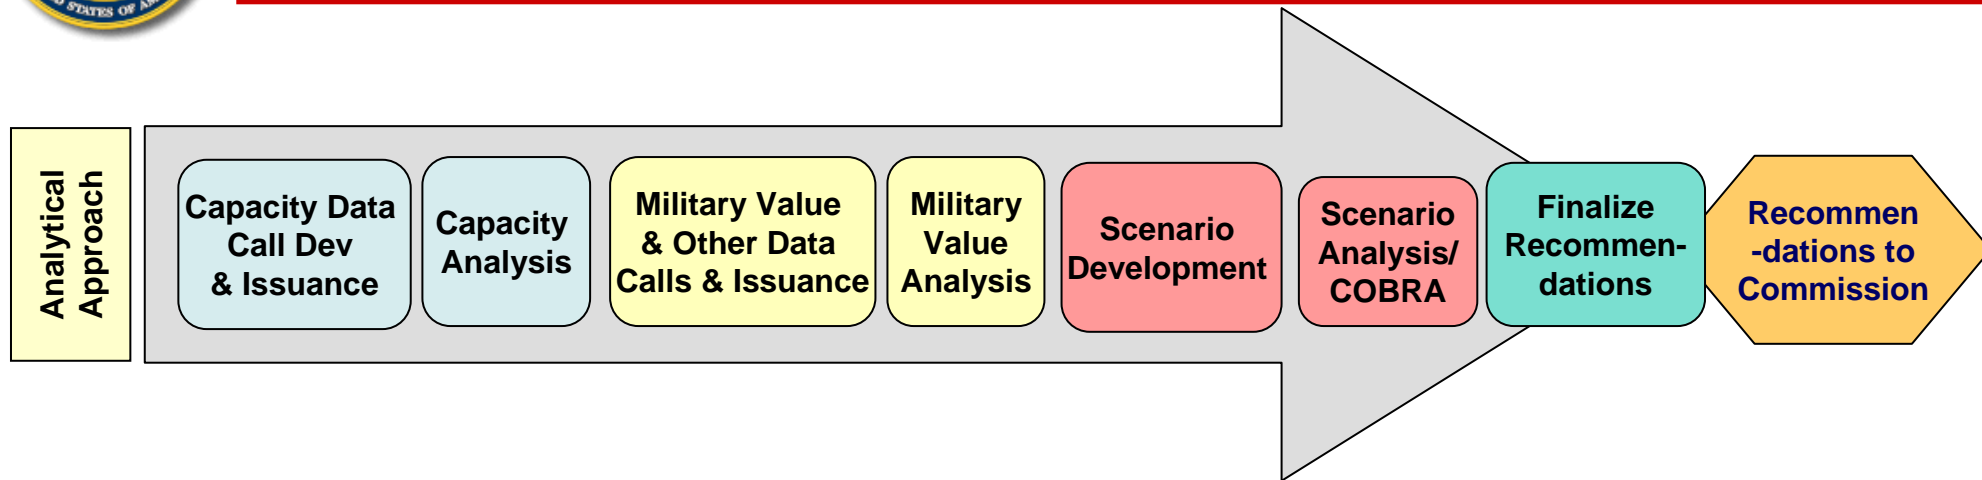 STATES OF
Analytical
Approach
Capacity Data
Call Dev
& Issuance
Capacity
Analysis
Military Value
& Other Data
Calls & Issuance
Military
Value
Analysis
Scenario
Development
Scenario
Analysis/
COBRA
Finalize
Recommen-
dations
Recommen
-dations to
Commission